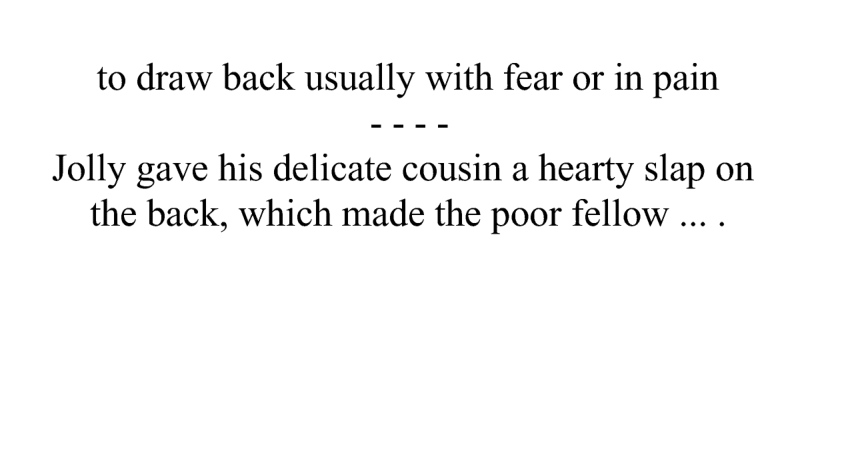 to draw back usually with fear or in pain
- - - -
Jolly gave his delicate cousin a hearty slap on
the back, which made the poor fellow ... .